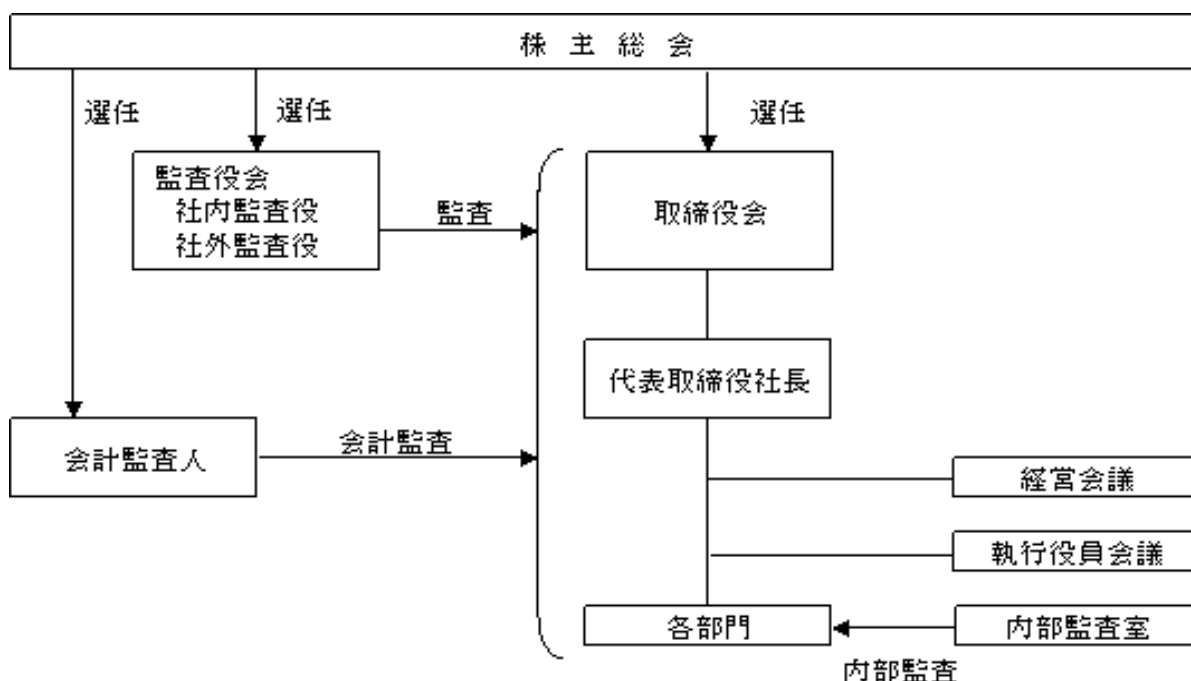 株主総会
選任
選任
選任
監査役会
社内監査役
社外監査役
監査
取締役会
代表取締役社長
会計監査人
会計監査
経営会議
執行役員会議
各部門
内部監査室
内部監査